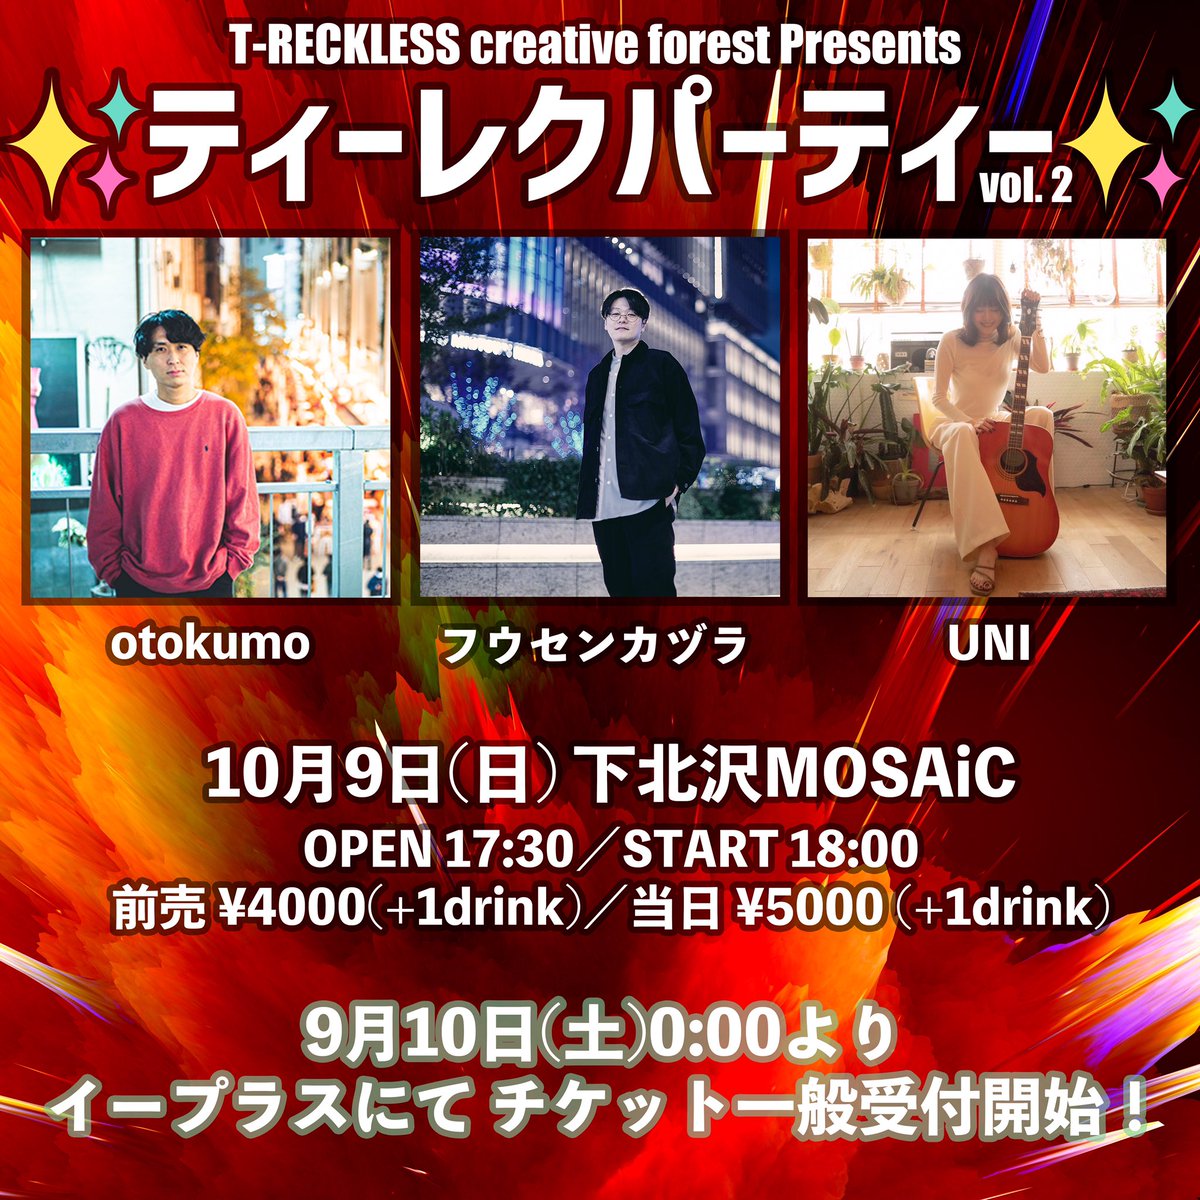 T-RECKLESS creative forest Presents
ティーレクパーティー
vol. 2
otokumo
フウセンカヅラ
UNI
10月9日(日) 下北沢MOSAiC
OPEN 17:30／START 18:00
前売 ¥4000(+1drink)／当日 ¥5000(+1drink)
9月10日(土)0:00より
イープラスにて チケット一般受付開始！